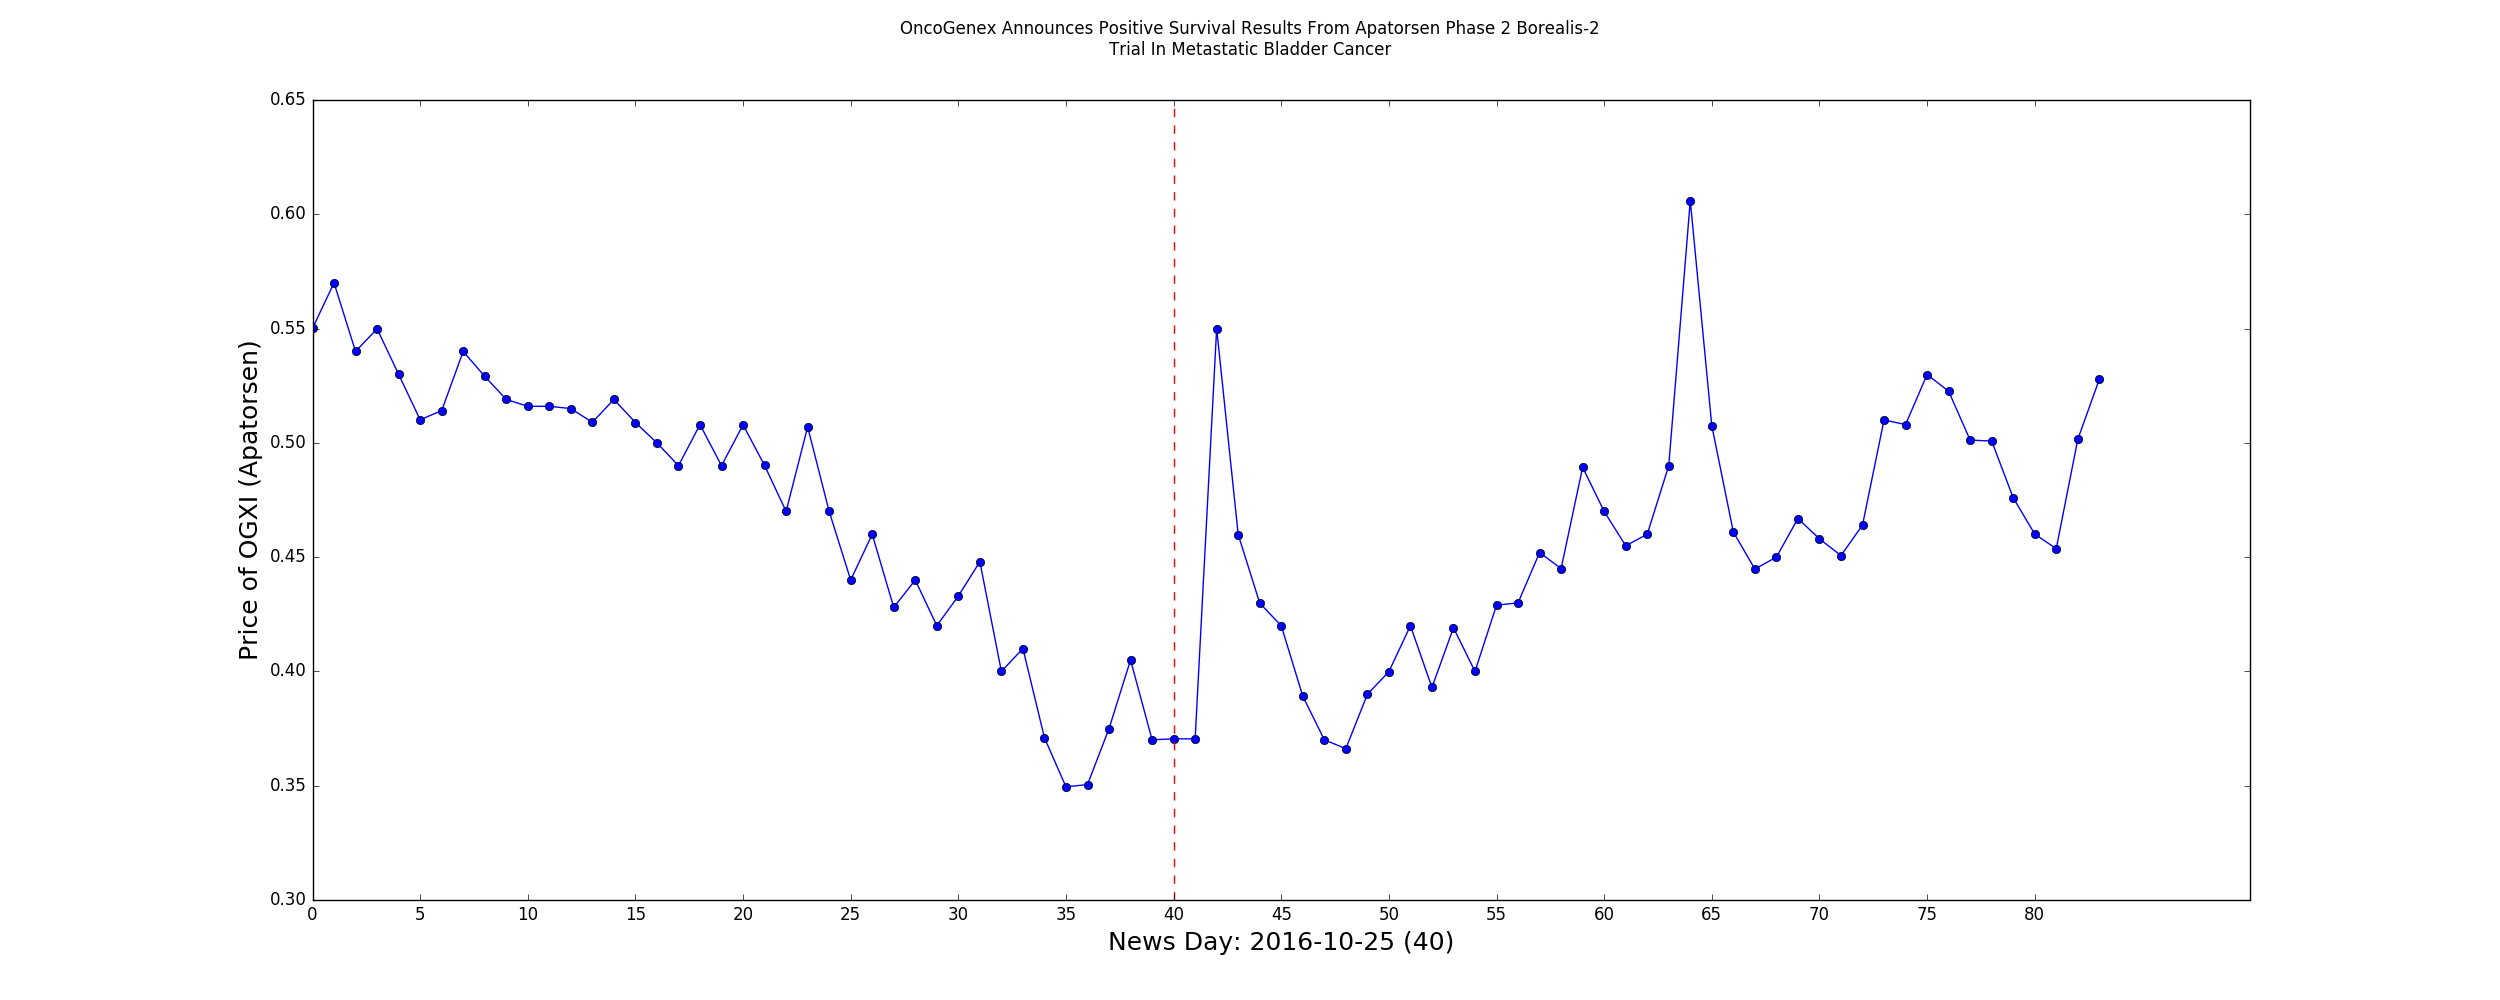 OncoGenex Announces Positive Survival Results From Apatorsen Phase 2 Borealis-2
Trial In Metastatic Bladder Cancer
0.65
0.60
0.55
0.50
0.45
0.40
0.35
0.30
Price of OGXI (Apatorsen)
0 5 10 15 20 25 30 35 40 45 50 55 60 65 70 75 80
News Day: 2016-10-25 (40)